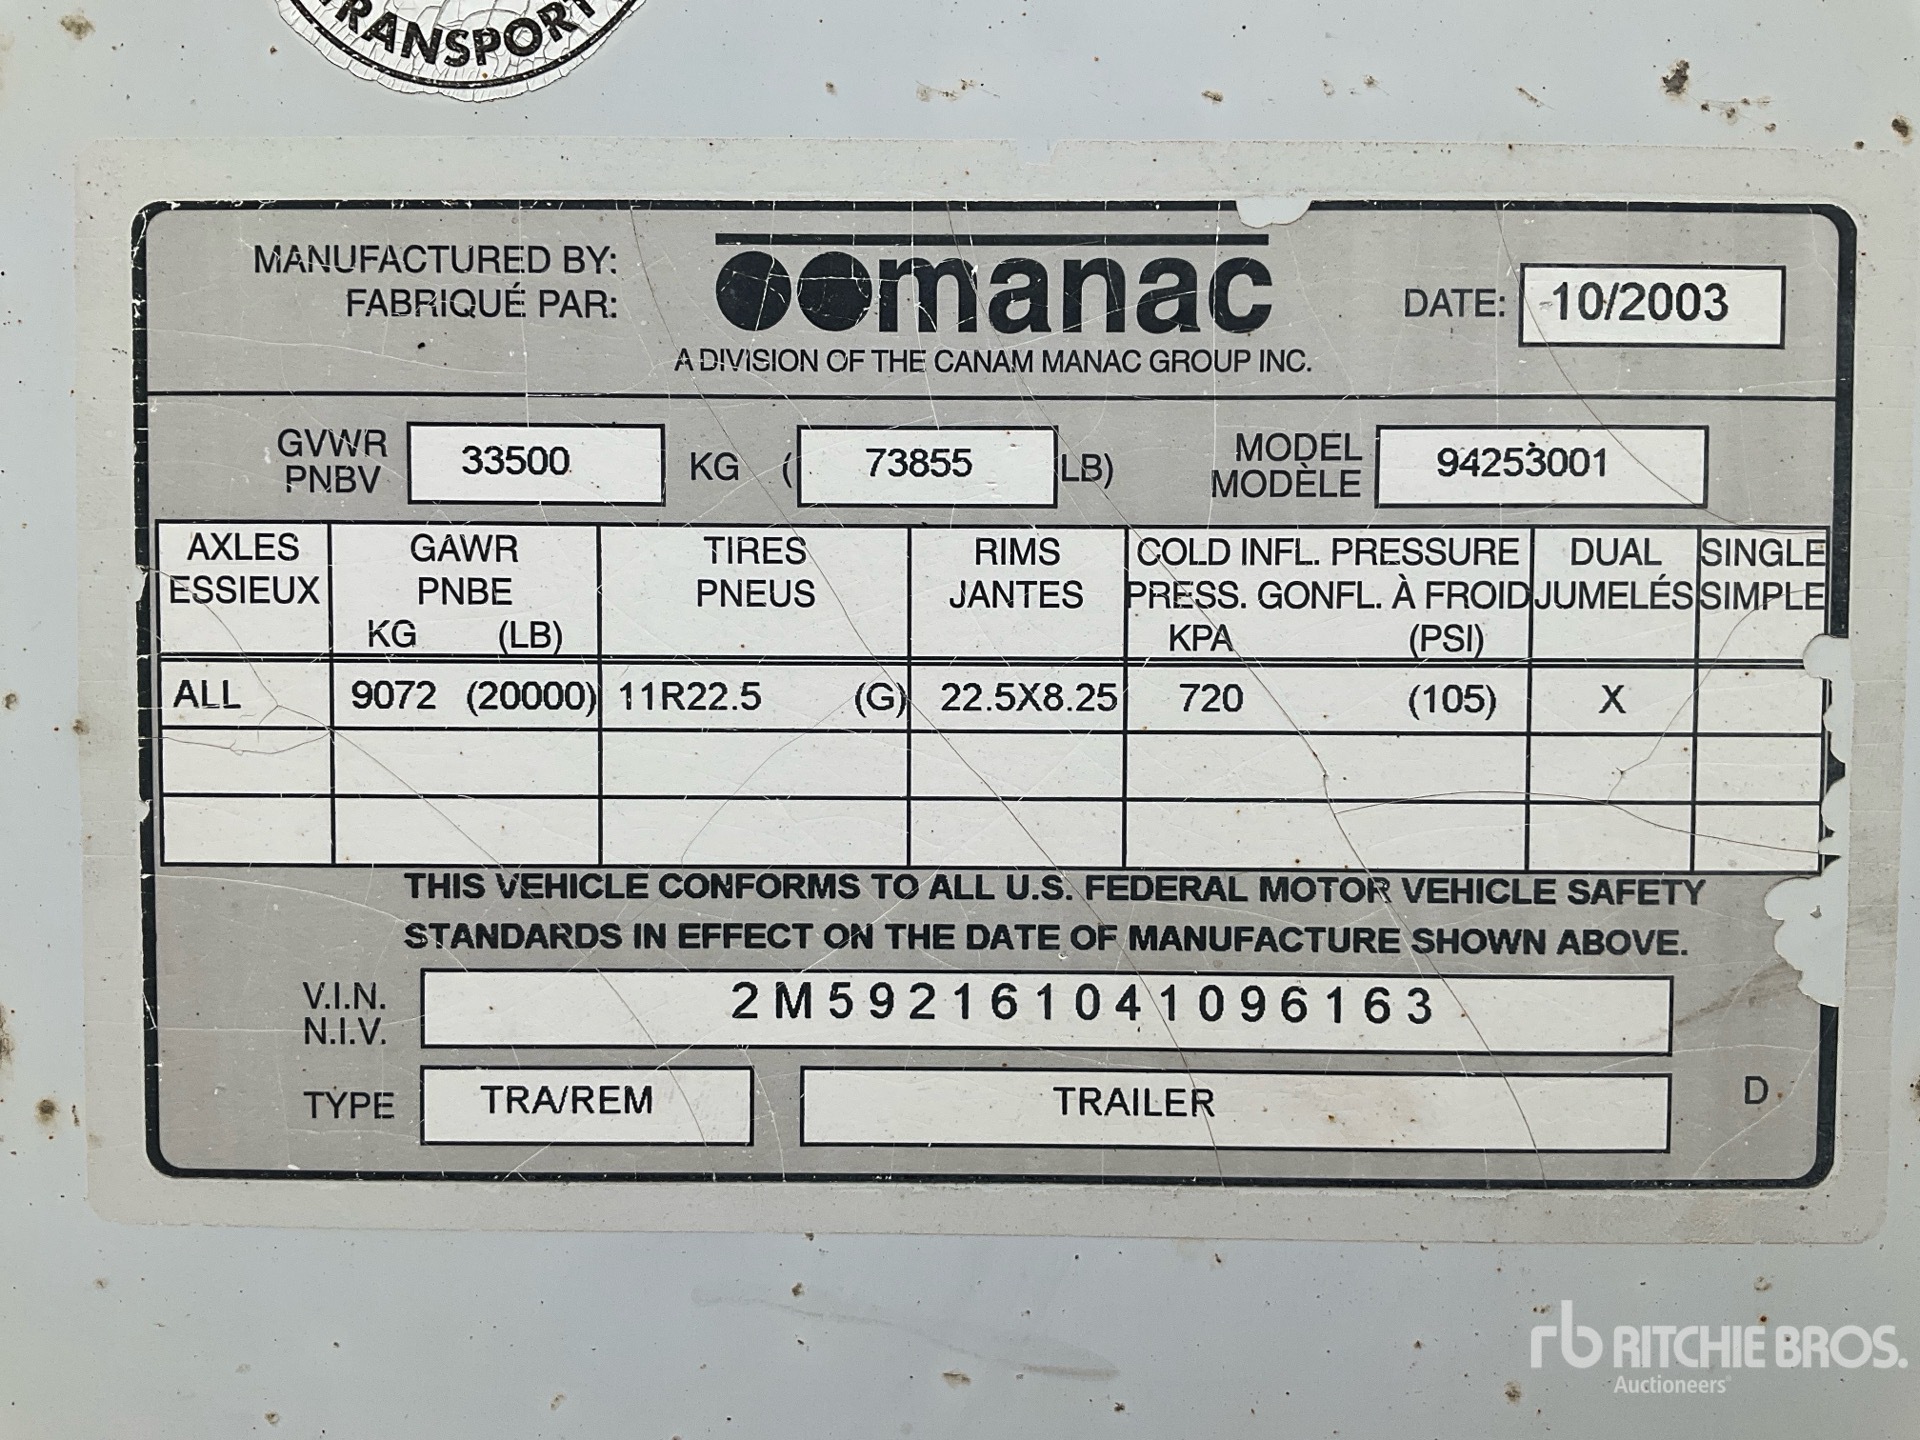 TRANSPORT
MANUFACTURED BY:
FABRIQUÉ PAR:
manac
A DIVISION OF THE CANAM MANAC GROUP INC.
DATE: 10/2003
GVWR
PNBV
33500 KG ( 73855 LB)
MODEL
MODÈLE
94253001
AXLES GAWR TIRES RIMS COLD INFL. PRESSURE DUAL SINGLE
ESSIEUX PNBE PNEUS JANTES PRESS. GONFL. À FROID JUMELÉS SIMPLE
KG (LB) KPA (PSI)
ALL 9072 (20000) 11R22.5 (G) 22.5X8.25 720 (105) X
THIS VEHICLE CONFORMS TO ALL U.S. FEDERAL MOTOR VEHICLE SAFETY
STANDARDS IN EFFECT ON THE DATE OF MANUFACTURE SHOWN ABOVE.
V.I.N.
N.I.V.
2M592161041096163
TYPE TRA/REM TRAILER D
rb RITCHIE BROS.
Auctioneers